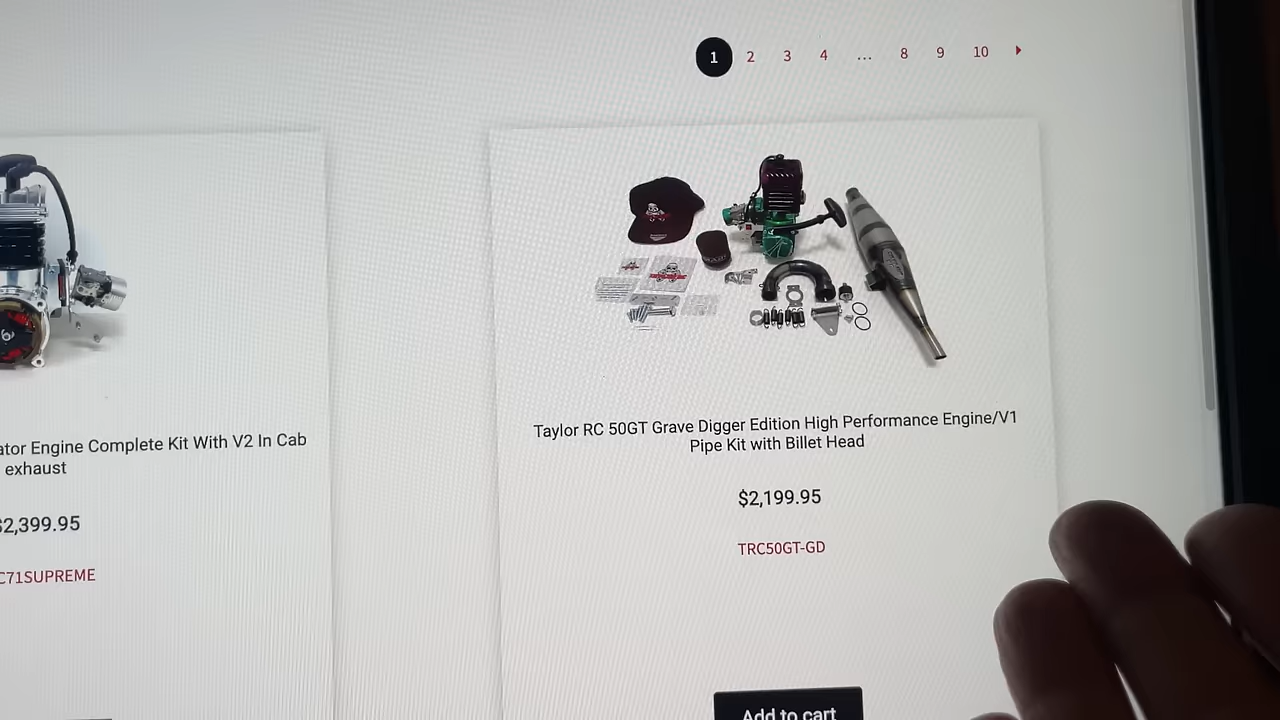 1 2 3 4 ... 8 9 10
ator Engine Complete Kit With V2 In Cab
exhaust
$2,399.95
C71SUPREME
Taylor RC 50GT Grave Digger Edition High Performance Engine/V1
Pipe Kit with Billet Head
$2,199.95
TRC50GT-GD
Add to cart